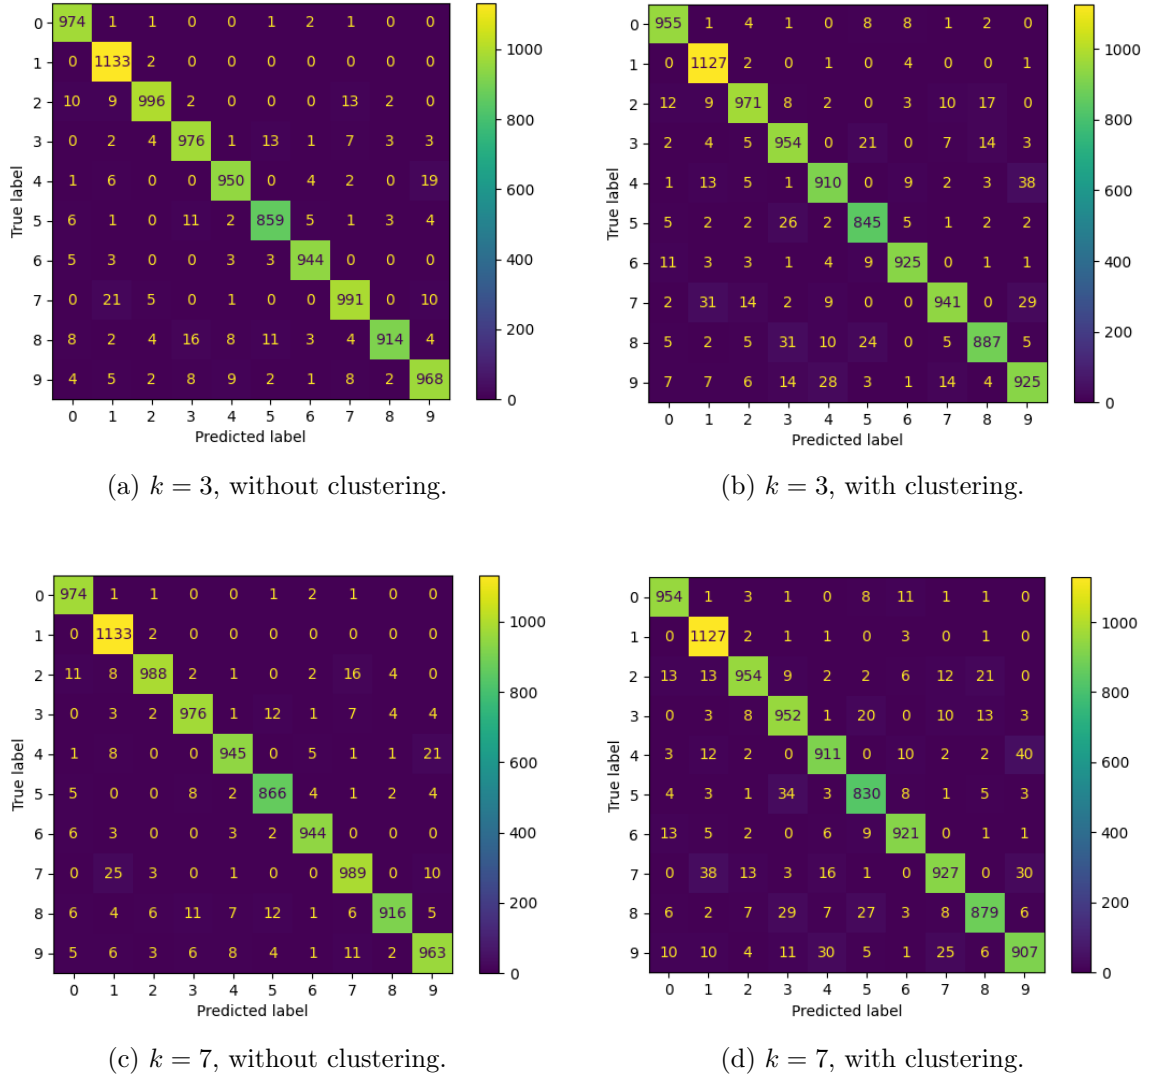 0 974 1 1 0 0 1 2 1 0 0
1 0 1133 2 0 0 0 0 0 0 0
2 10 9 996 2 0 0 0 13 2 0
3 0 2 4 976 1 13 1 7 3 3
4 1 6 0 0 950 0 4 2 0 19
5 6 1 0 11 2 859 5 1 3 4
6 5 3 0 0 3 3 944 0 0 0
7 0 21 5 0 1 0 0 991 0 10
8 8 2 4 16 8 11 3 4 914 4
9 4 5 2 8 9 2 1 8 2 968
0 1 2 3 4 5 6 7 8 9
Predicted label
True label
1000
800
600
400
200
0
(a) k = 3, without clustering.
0 955 1 4 1 0 8 8 1 2 0
1 0 1127 2 0 1 0 4 0 0 1
2 12 9 971 8 2 0 3 10 17 0
3 2 4 5 954 0 21 0 7 14 3
4 1 13 5 1 910 0 9 2 3 38
5 5 2 2 26 2 845 5 1 2 2
6 11 3 3 1 4 9 925 0 1 1
7 2 31 14 2 9 0 0 941 0 29
8 5 2 5 31 10 24 0 5 887 5
9 7 7 6 14 28 3 1 14 4 925
0 1 2 3 4 5 6 7 8 9
Predicted label
True label
1000
800
600
400
200
0
(b) k = 3, with clustering.
0 974 1 1 0 0 1 2 1 0 0
1 0 1133 2 0 0 0 0 0 0 0
2 11 8 988 2 1 0 2 16 4 0
3 0 3 2 976 1 12 1 7 4 4
4 1 8 0 0 945 0 5 1 1 21
5 5 0 0 8 2 866 4 1 2 4
6 6 3 0 0 3 2 944 0 0 0
7 0 25 3 0 1 0 0 989 0 10
8 6 4 6 11 7 12 1 6 916 5
9 5 6 3 6 8 4 1 11 2 963
0 1 2 3 4 5 6 7 8 9
Predicted label
True label
1000
800
600
400
200
0
(c) k = 7, without clustering.
0 954 1 3 1 0 8 11 1 1 0
1 0 1127 2 1 1 0 3 0 1 0
2 13 13 954 9 2 2 6 12 21 0
3 0 3 8 952 1 20 0 10 13 3
4 3 12 2 0 911 0 10 2 2 40
5 4 3 1 34 3 830 8 1 5 3
6 13 5 2 0 6 9 921 0 1 1
7 0 38 13 3 16 1 0 927 0 30
8 6 2 7 29 7 27 3 8 879 6
9 10 10 4 11 30 5 1 25 6 907
0 1 2 3 4 5 6 7 8 9
Predicted label
True label
1000
800
600
400
200
0
(d) k = 7, with clustering.